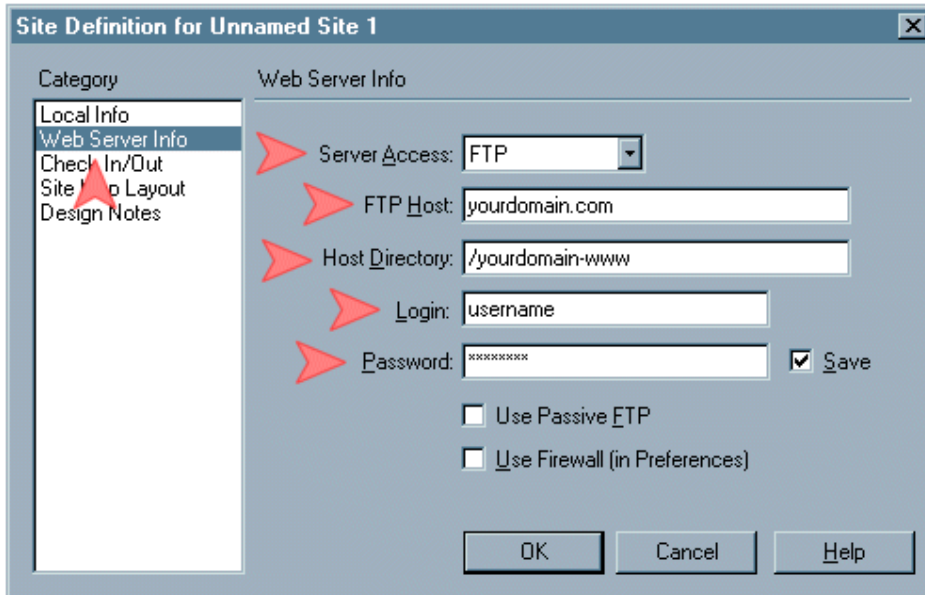 Site Definition for Unnamed Site 1
Category
Local Info
Web Server Info
Check In/Out
Site Layout
Design Notes
Web Server Info
Server Access: FTP
FTP Host: yourdomain.com
Host Directory: /yourdomain-www
Login: username
Password: ********
Save
Use Passive FTP
Use Firewall (in Preferences)
OK Cancel Help